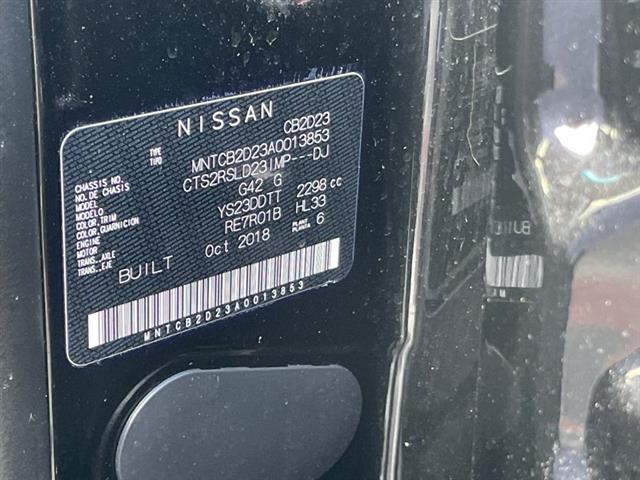 NISSAN
TYPE
TIPO CB2D23
CHASSIS NO. MNTCB2D23A0013853
NO. DE CHASIS
MODEL CTS2RSLD23IMP---DJ
MODELO
COLOR, TRIM G42 G
COLOR, GUARNICION
ENGINE YS23DDTT 2298 cc
MOTOR
TRANS., AXLE RE7R01B HL33
TRANS., EJE
PLANT
PLANTA 6
BUILT Oct 2018
MNTCB2D23A0013853